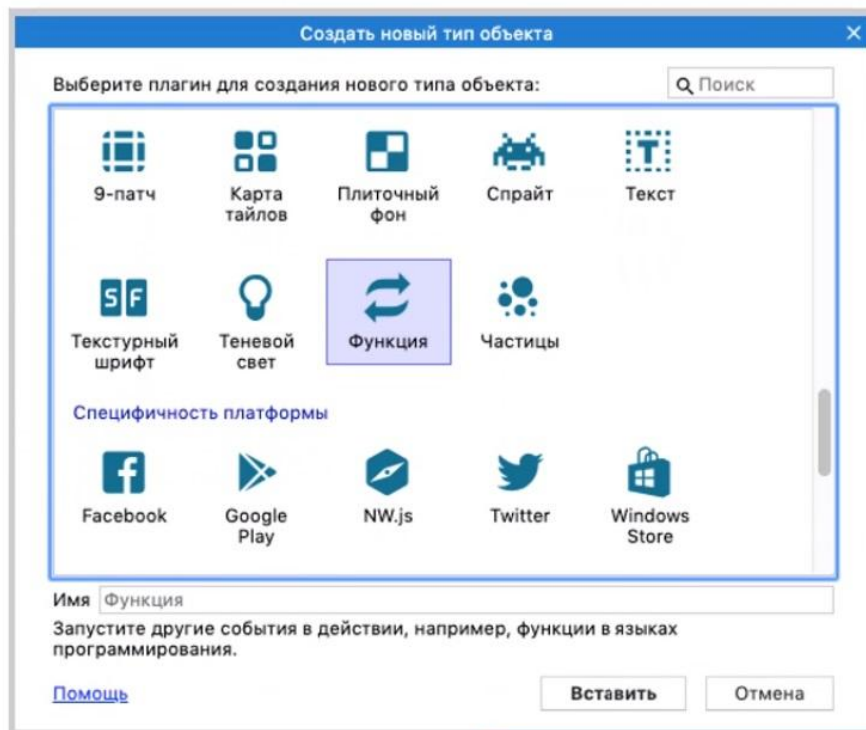 Создать новый тип объекта
Выберите плагин для создания нового типа объекта:
Поиск
9-патч
Карта
тайлов
Плиточный
фон
Спрайт
Текст
Текстурный
шрифт
Теневой
свет
Функция
Частицы
Специфичность платформы
Facebook
Google
Play
NW.js
Twitter
Windows
Store
Имя Функция
Запустите другие события в действии, например, функции в языках
программирования.
Помощь
Вставить
Отмена